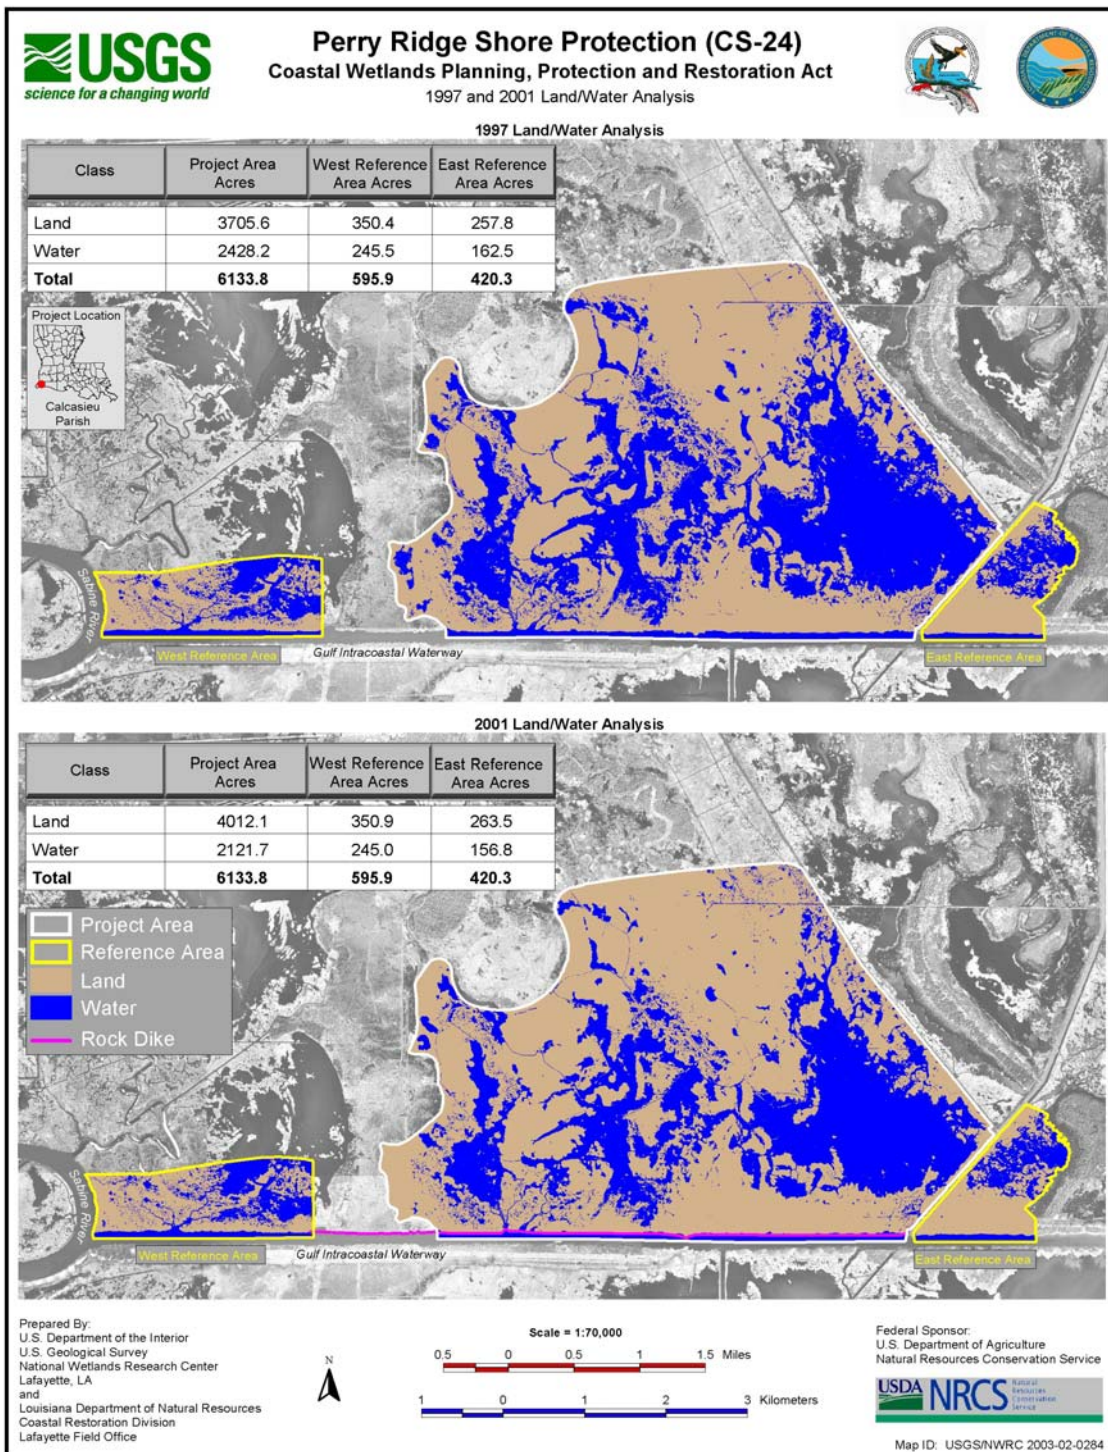 USGS
science for a changing world
Perry Ridge Shore Protection (CS-24)
Coastal Wetlands Planning, Protection and Restoration Act
1997 and 2001 Land/Water Analysis
1997 Land/Water Analysis
Class Project Area Acres West Reference Area Acres East Reference Area Acres
Land 3705.6 350.4 257.8
Water 2428.2 245.5 162.5
Total 6133.8 595.9 420.3
Project Location
Calcasieu
Parish
Sabine River
West Reference Area
Gulf Intracoastal Waterway
East Reference Area
2001 Land/Water Analysis
Class Project Area Acres West Reference Area Acres East Reference Area Acres
Land 4012.1 350.9 263.5
Water 2121.7 245.0 156.8
Total 6133.8 595.9 420.3
Project Area
Reference Area
Land
Water
Rock Dike
Sabine River
West Reference Area
Gulf Intracoastal Waterway
East Reference Area
Prepared By:
U.S. Department of the Interior
U.S. Geological Survey
National Wetlands Research Center
Lafayette, LA
and
Louisiana Department of Natural Resources
Coastal Restoration Division
Lafayette Field Office
N
Scale = 1:70,000
0.5 0 0.5 1 1.5 Miles
1 0 1 2 3 Kilometers
Federal Sponsor:
U.S. Department of Agriculture
Natural Resources Conservation Service
USDA NRCS
Natural
Resources
Conservation
Service
Map ID: USGS/NWRC 2003-02-0284